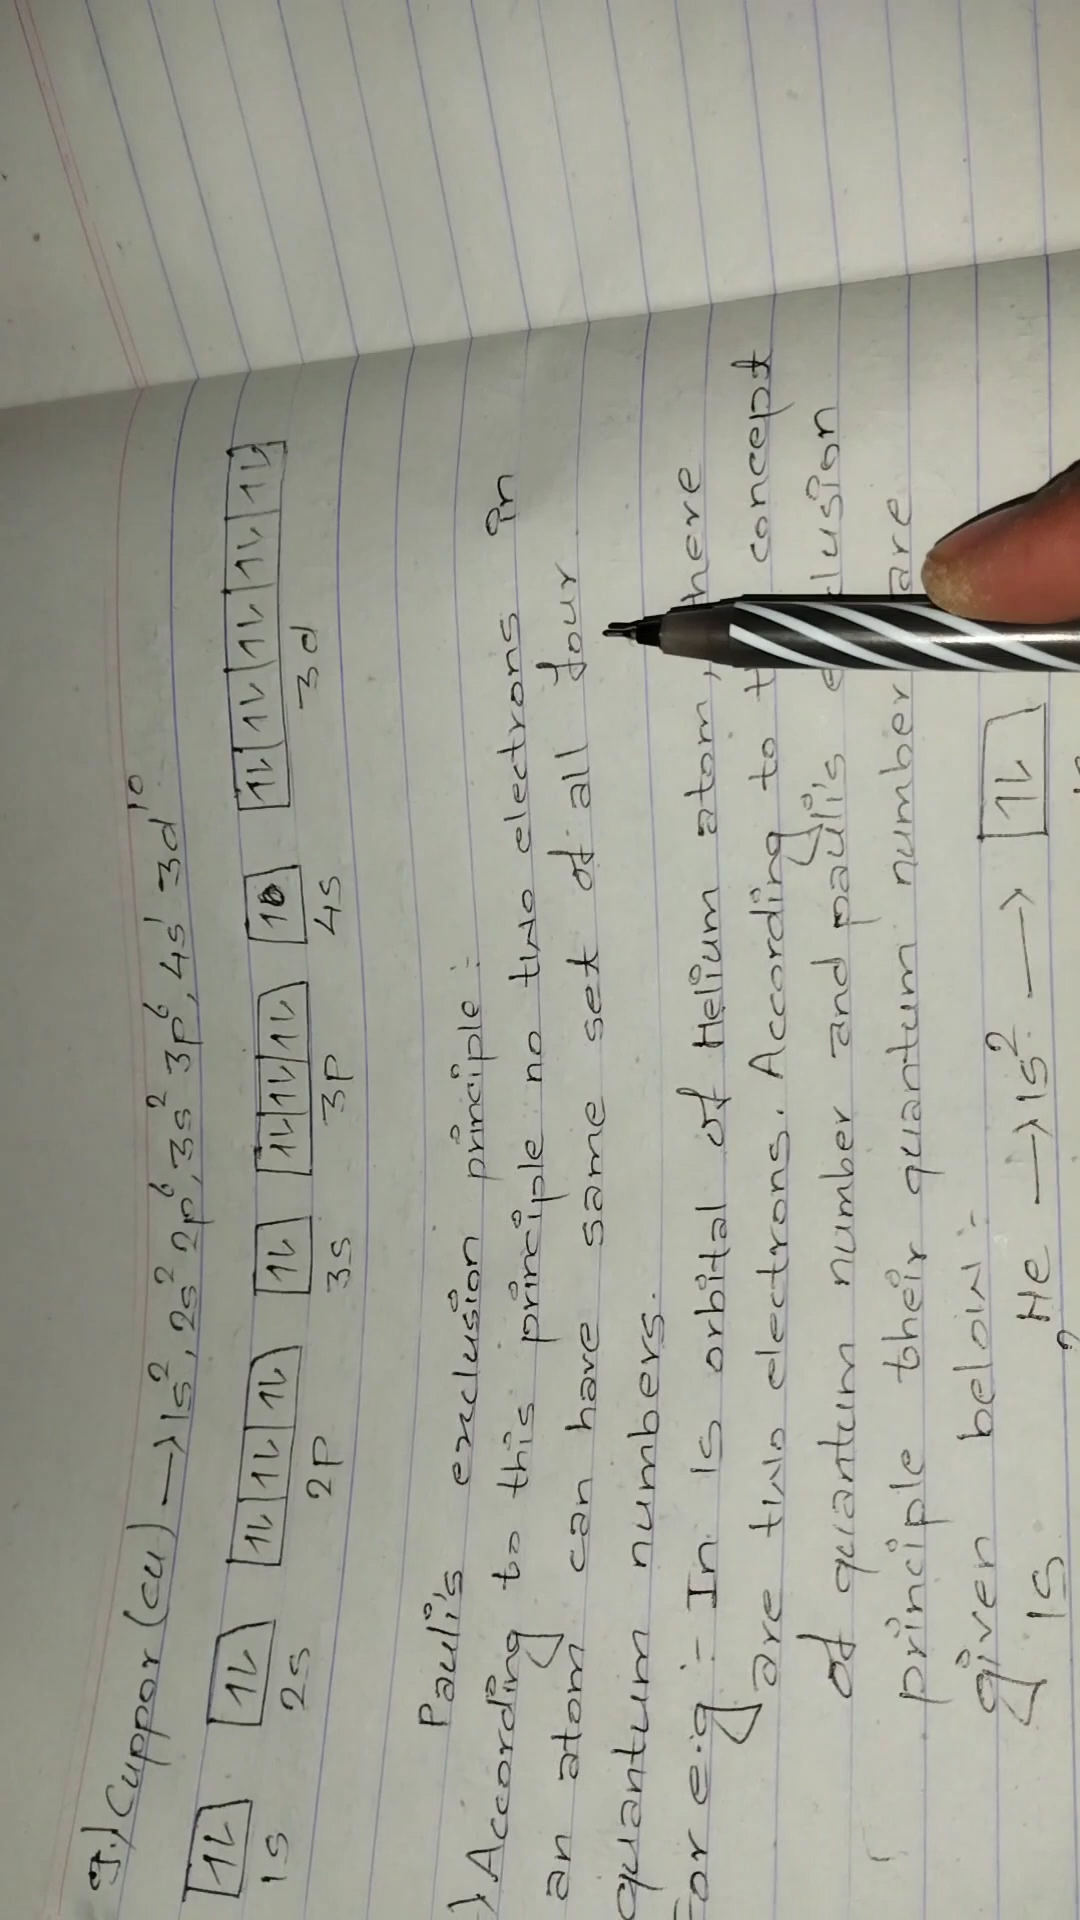 g.) Cuppor (cu) → 1s², 2s² 2p⁶, 3s² 3p⁶, 4s¹ 3d¹⁰
1s 2s 2p 3s 3p 4s 3d
Pauli's exclusion principle :
→ According to this principle no two electrons in
an atom can have same set of all four
quantum numbers.
For e.g :- In 1s orbital of Helium atom, here
are two electrons. According to concept
of quantum number and pauli's
principle their quantum number are
given below:-
1s He → 1s² → 1L